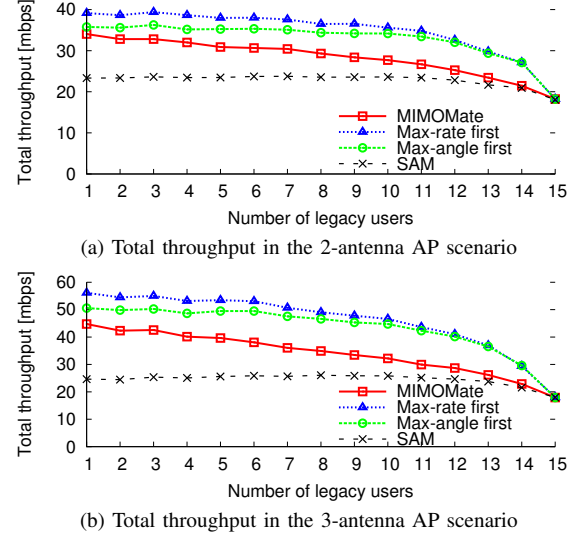 40
30
20
10
0
Total throughput [mbps]
MIMOMate
Max-rate first
Max-angle first
SAM
1 2 3 4 5 6 7 8 9 10 11 12 13 14 15
Number of legacy users
(a) Total throughput in the 2-antenna AP scenario
60
50
40
30
20
10
0
Total throughput [mbps]
MIMOMate
Max-rate first
Max-angle first
SAM
1 2 3 4 5 6 7 8 9 10 11 12 13 14 15
Number of legacy users
(b) Total throughput in the 3-antenna AP scenario